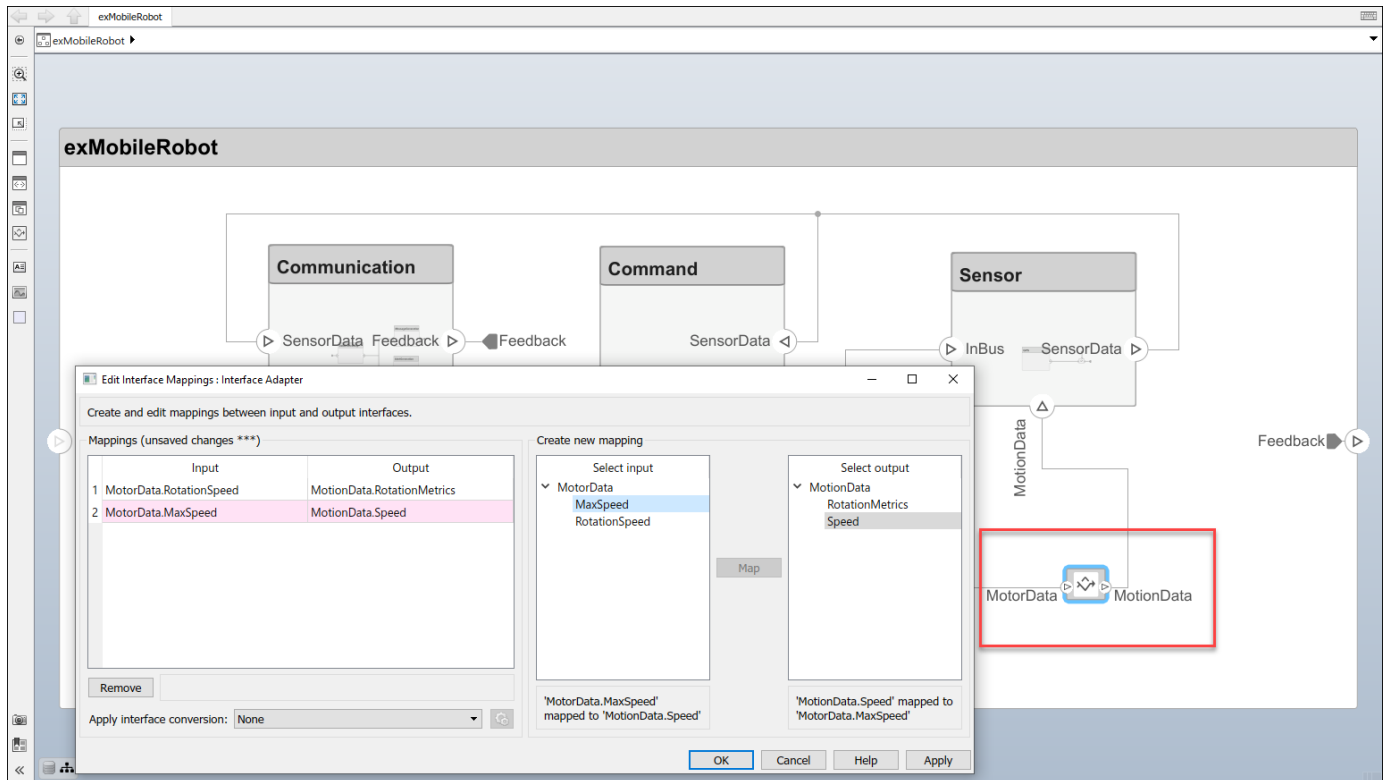 exMobileRobot
exMobileRobot
exMobileRobot
Communication
Command
Sensor
SensorData Feedback
Feedback
SensorData
InBus
SensorData
MotionData
Feedback
MotorData
MotionData
Edit Interface Mappings : Interface Adapter
Create and edit mappings between input and output interfaces.
Mappings (unsaved changes ***)
Input Output
1 MotorData.RotationSpeed MotionData.RotationMetrics
2 MotorData.MaxSpeed MotionData.Speed
Remove
Apply interface conversion: None
Create new mapping
Select input
MotorData
MaxSpeed
RotationSpeed
'MotorData.MaxSpeed'
mapped to 'MotionData.Speed'
Map
Select output
MotionData
RotationMetrics
Speed
'MotionData.Speed' mapped to
'MotorData.MaxSpeed'
OK Cancel Help Apply